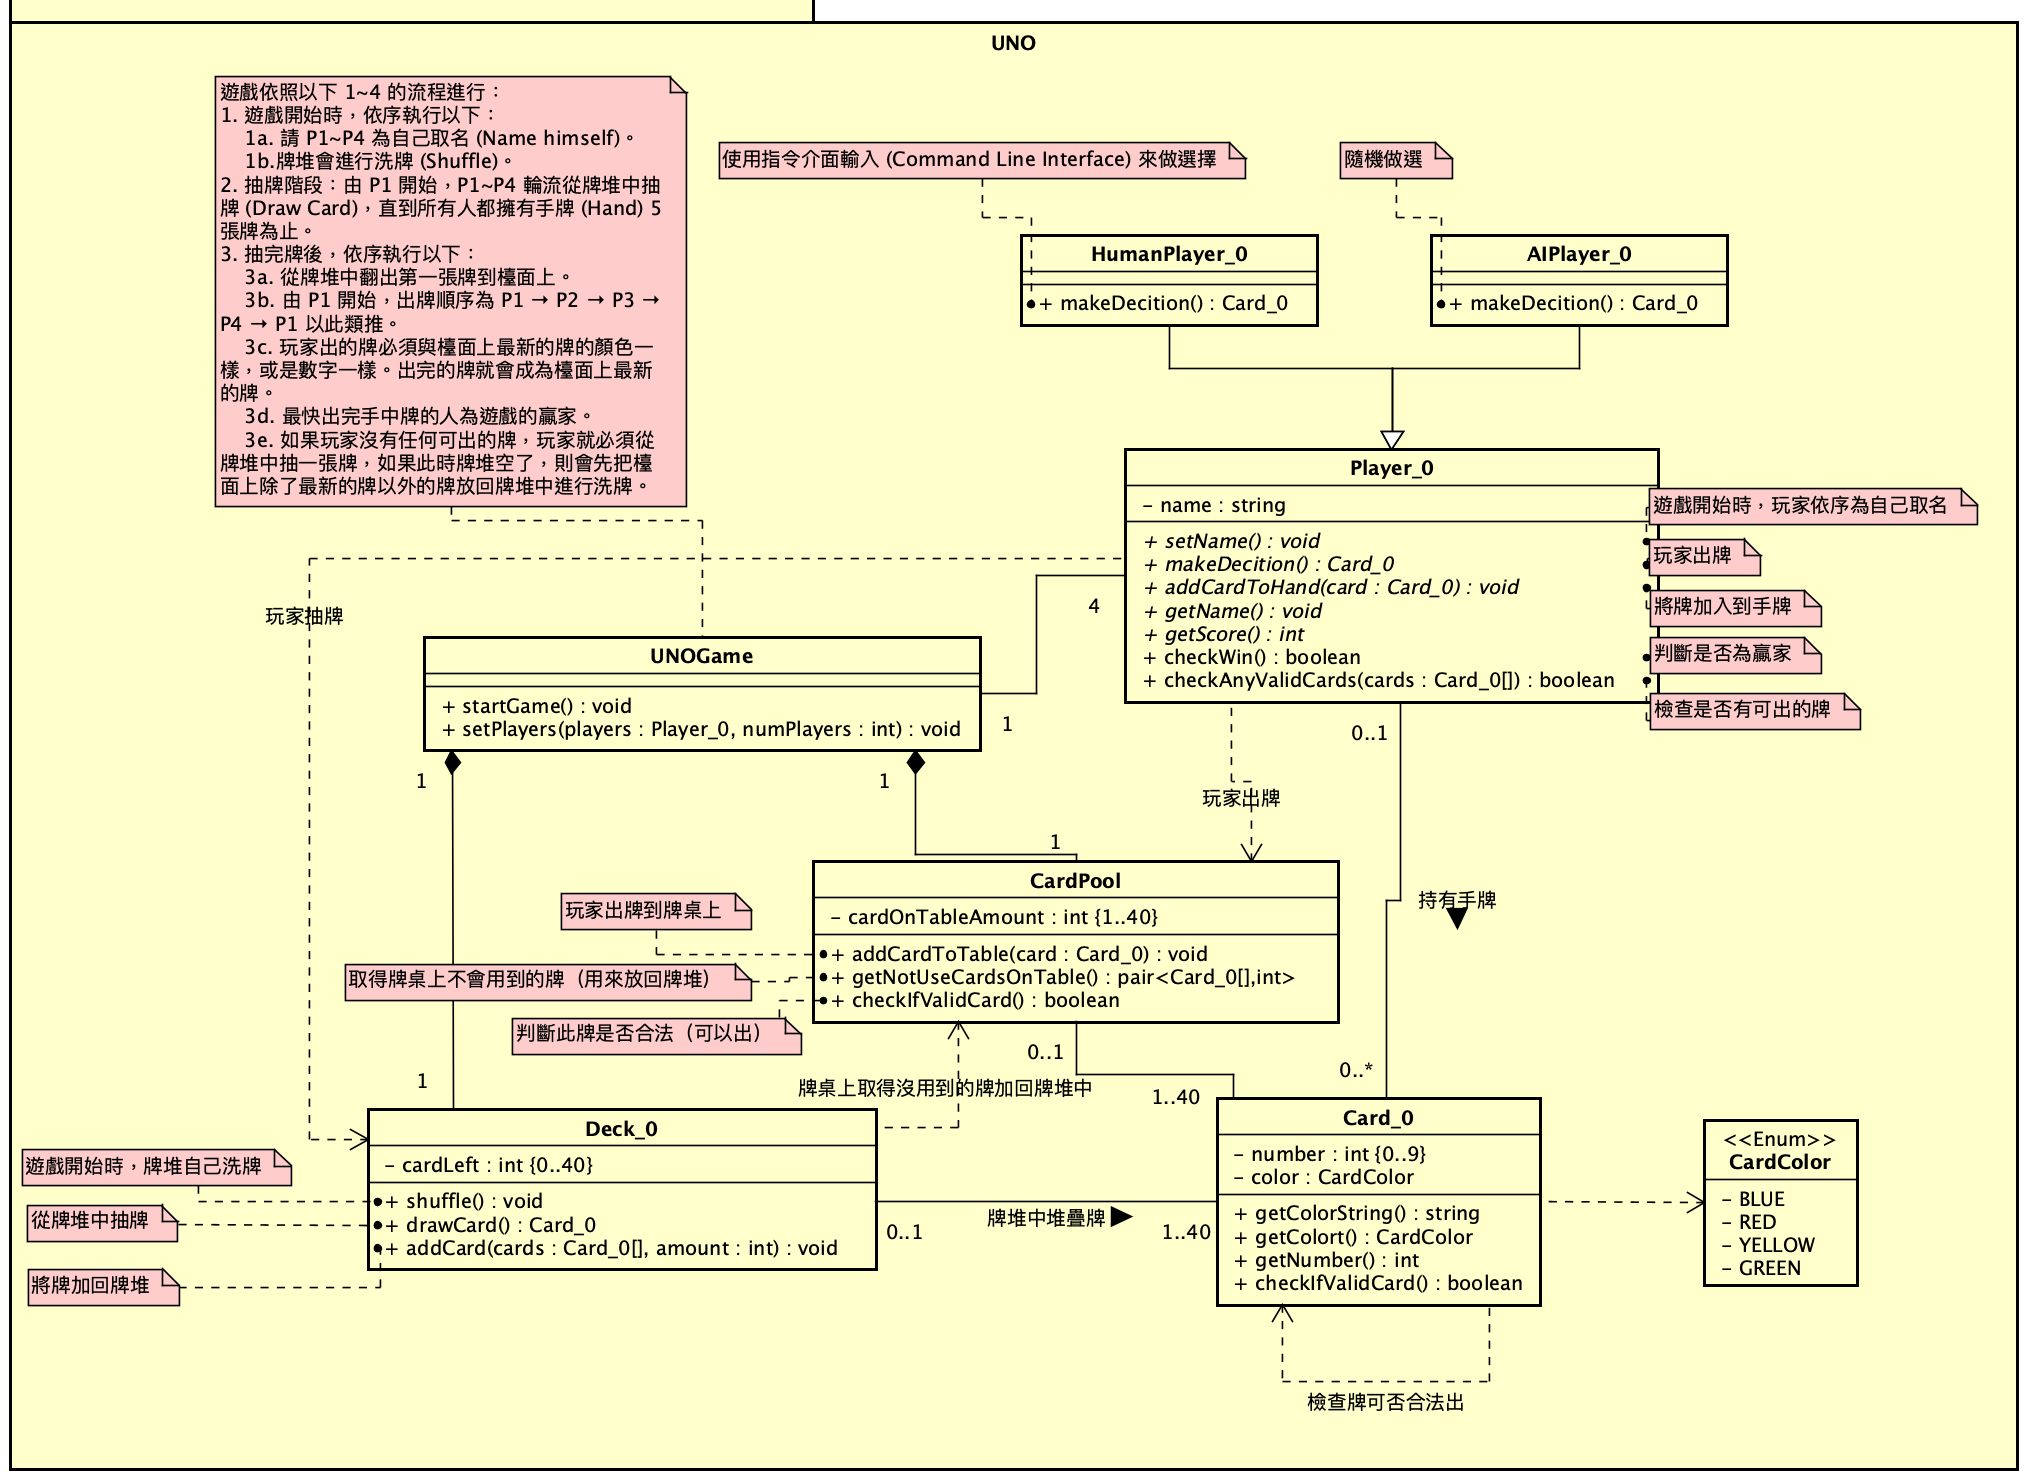 UNO
遊戲依照以下 1~4 的流程進行：
1. 遊戲開始時，依序執行以下：
1a. 請 P1~P4 為自己取名 (Name himself)。
1b.牌堆會進行洗牌 (Shuffle)。
2. 抽牌階段：由 P1 開始，P1~P4 輪流從牌堆中抽
牌 (Draw Card)，直到所有人都擁有手牌 (Hand) 5
張牌為止。
3. 抽完牌後，依序執行以下：
3a. 從牌堆中翻出第一張牌到檯面上。
3b. 由 P1 開始，出牌順序為 P1 → P2 → P3 →
P4 → P1 以此類推。
3c. 玩家出的牌必須與檯面上最新的牌的顏色一
樣，或是數字一樣。出完的牌就會成為檯面上最新
的牌。
3d. 最快出完手中牌的人為遊戲的贏家。
3e. 如果玩家沒有任何可出的牌，玩家就必須從
牌堆中抽一張牌，如果此時牌堆空了，則會先把檯
面上除了最新的牌以外的牌放回牌堆中進行洗牌。
使用指令介面輸入 (Command Line Interface) 來做選擇
隨機做選
HumanPlayer_0
+ makeDecition() : Card_0
AIPlayer_0
+ makeDecition() : Card_0
Player_0
– name : string
+ setName() : void
+ makeDecition() : Card_0
+ addCardToHand(card : Card_0) : void
+ getName() : void
+ getScore() : int
+ checkWin() : boolean
+ checkAnyValidCards(cards : Card_0[]) : boolean
遊戲開始時，玩家依序為自己取名
玩家出牌
將牌加入到手牌
判斷是否為贏家
檢查是否有可出的牌
玩家抽牌
4
1
UNOGame
+ startGame() : void
+ setPlayers(players : Player_0, numPlayers : int) : void
1
1
0..1
玩家出牌
1
持有手牌
CardPool
– cardOnTableAmount : int {1..40}
+ addCardToTable(card : Card_0) : void
+ getNotUseCardsOnTable() : pair<Card_0[],int>
+ checkIfValidCard() : boolean
玩家出牌到牌桌上
取得牌桌上不會用到的牌（用來放回牌堆）
判斷此牌是否合法（可以出）
0..1
1..40
0..*
1
牌桌上取得沒用到的牌加回牌堆中
Deck_0
– cardLeft : int {0..40}
+ shuffle() : void
+ drawCard() : Card_0
+ addCard(cards : Card_0[], amount : int) : void
遊戲開始時，牌堆自己洗牌
從牌堆中抽牌
將牌加回牌堆
0..1
牌堆中堆疊牌
1..40
Card_0
– number : int {0..9}
– color : CardColor
+ getColorString() : string
+ getColort() : CardColor
+ getNumber() : int
+ checkIfValidCard() : boolean
檢查牌可否合法出
<<Enum>>
CardColor
– BLUE
– RED
– YELLOW
– GREEN